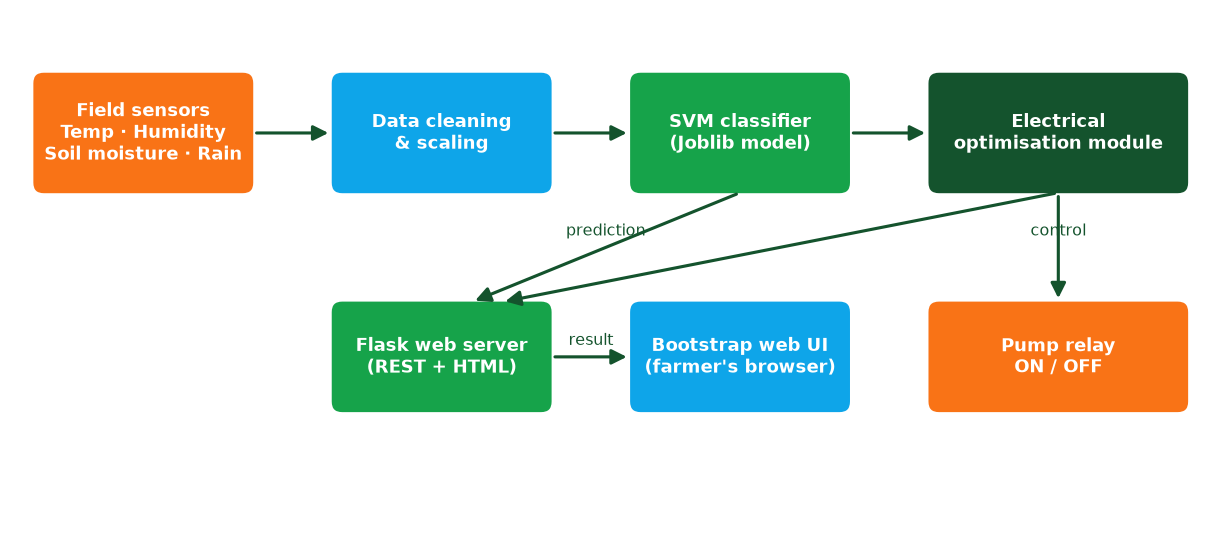 Field sensors
Temp · Humidity
Soil moisture · Rain
Data cleaning
& scaling
SVM classifier
(Joblib model)
Electrical
optimisation module
prediction
control
Flask web server
(REST + HTML)
result
Bootstrap web UI
(farmer's browser)
Pump relay
ON / OFF